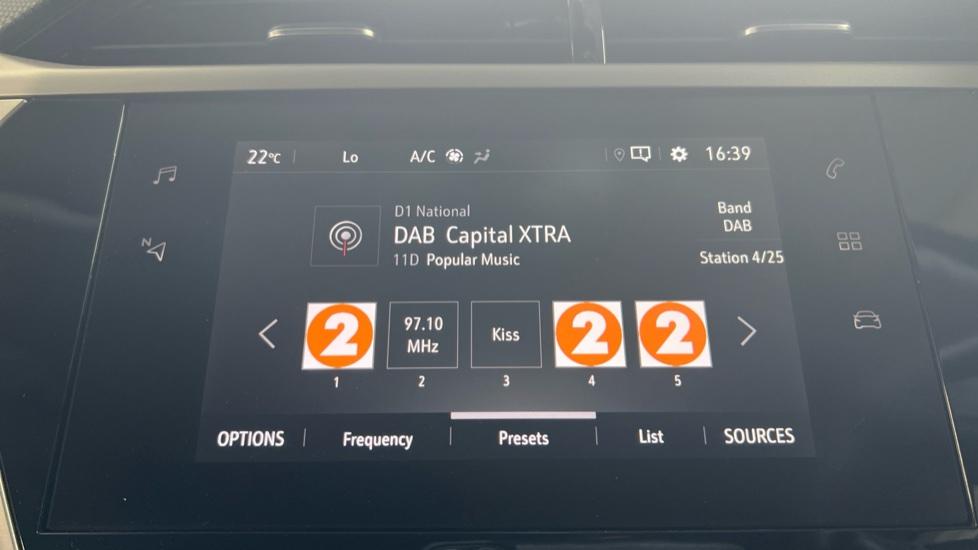 22°C Lo A/C 16:39
N
D1 National
DAB Capital XTRA
11D Popular Music
Band
DAB
Station 4/25
2
97.10
MHz
Kiss
2
2
1 2 3 4 5
OPTIONS Frequency Presets List SOURCES